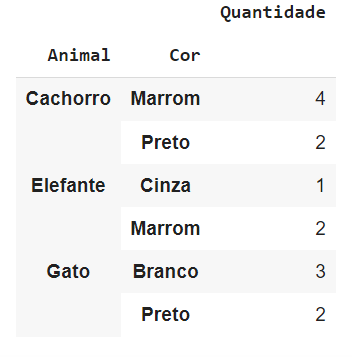 Quantidade
Animal Cor
Cachorro Marrom 4
Preto 2
Elefante Cinza 1
Marrom 2
Gato Branco 3
Preto 2